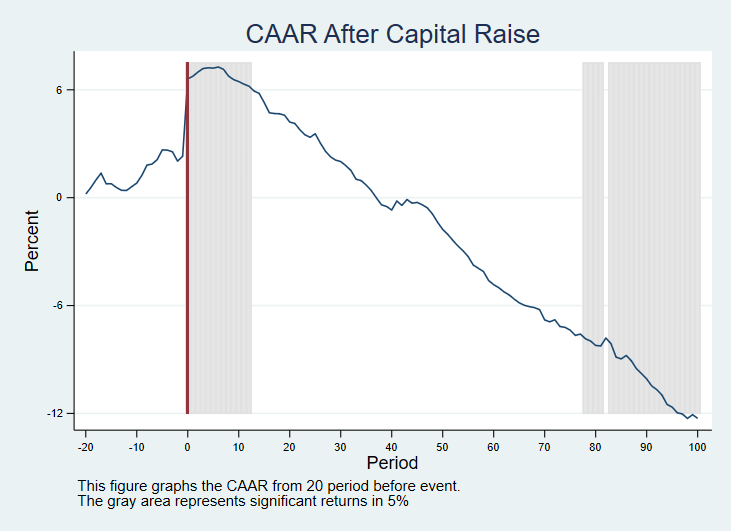 CAAR After Capital Raise
Percent
6
0
-6
-12
-20 -10 0 10 20 30 40 50 60 70 80 90 100
Period
This figure graphs the CAAR from 20 period before event.
The gray area represents significant returns in 5%